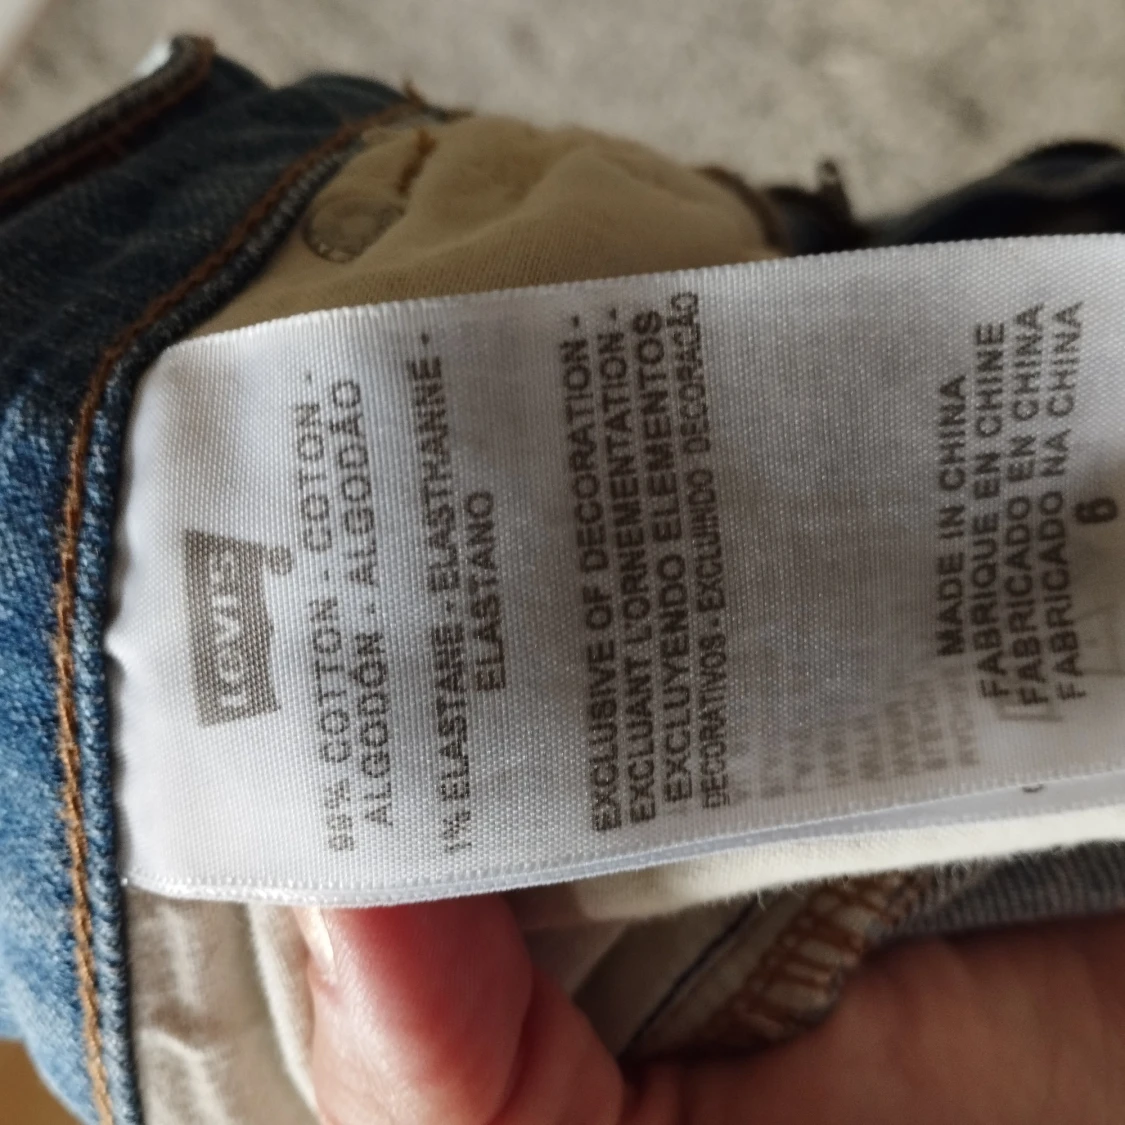 Levi's
99% COTTON - COTON -
ALGODÓN - ALGODÃO
1% ELASTANE - ELASTHANNE -
ELASTANO
EXCLUSIVE OF DECORATION -
EXCLUANT L'ORNEMENTATION -
EXCLUYENDO ELEMENTOS
DECORATIVOS - EXCLUINDO DECORAÇÃO
MADE IN CHINA
FABRIQUE EN CHINE
FABRICADO EN CHINA
FABRICADO NA CHINA
6